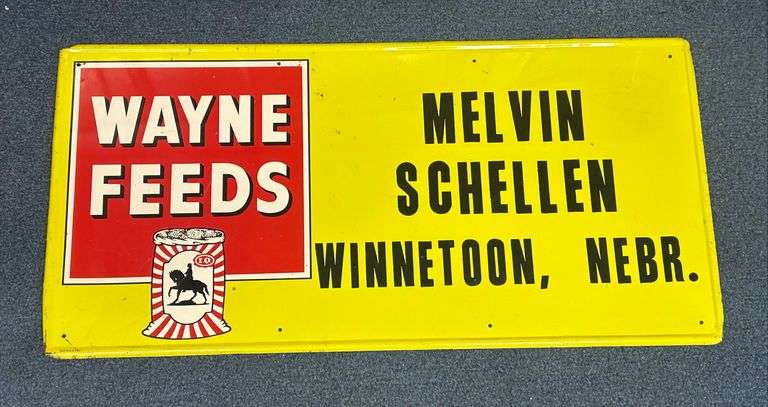 WAYNE
FEEDS
MELVIN
SCHELLEN
WINNETOON, NEBR.